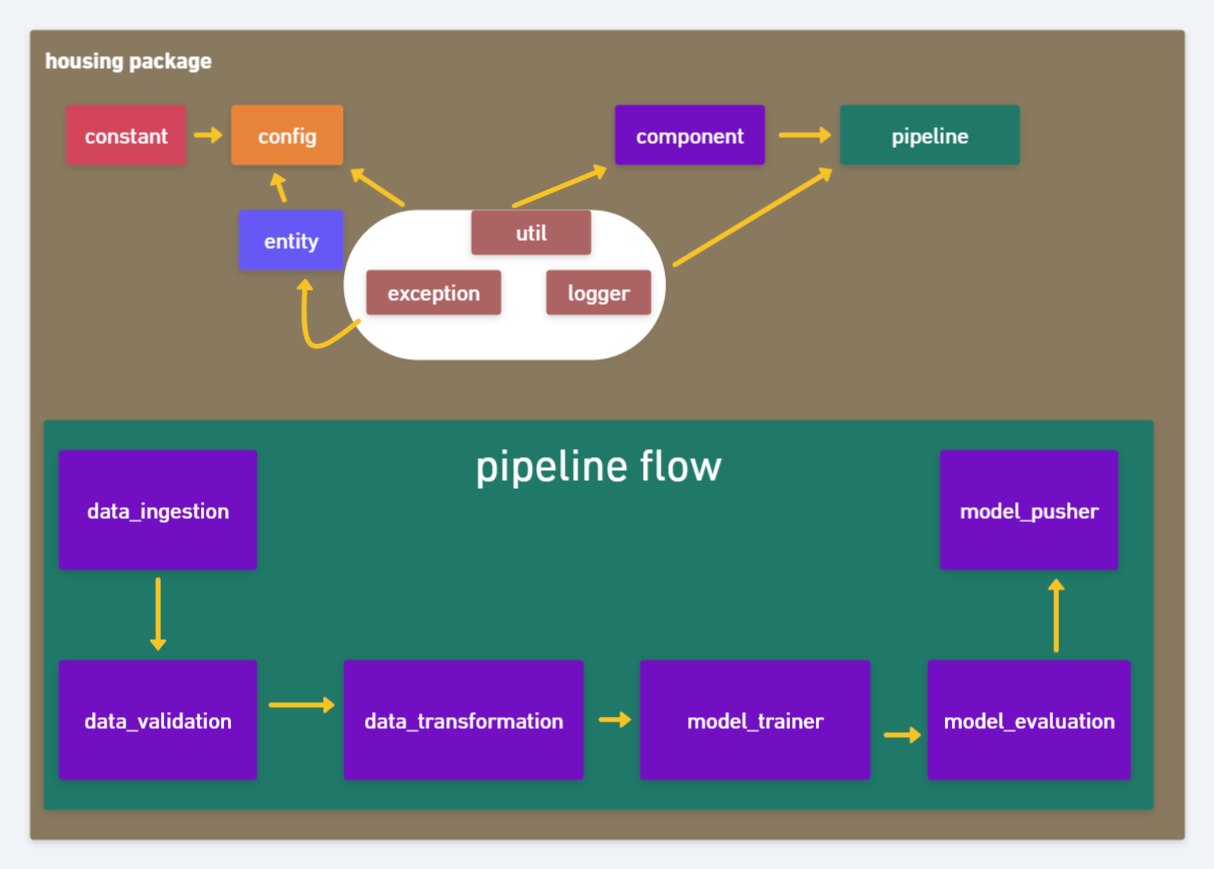 housing package
constant
config
component
pipeline
entity
util
exception
logger
pipeline flow
data_ingestion
model_pusher
data_validation
data_transformation
model_trainer
model_evaluation